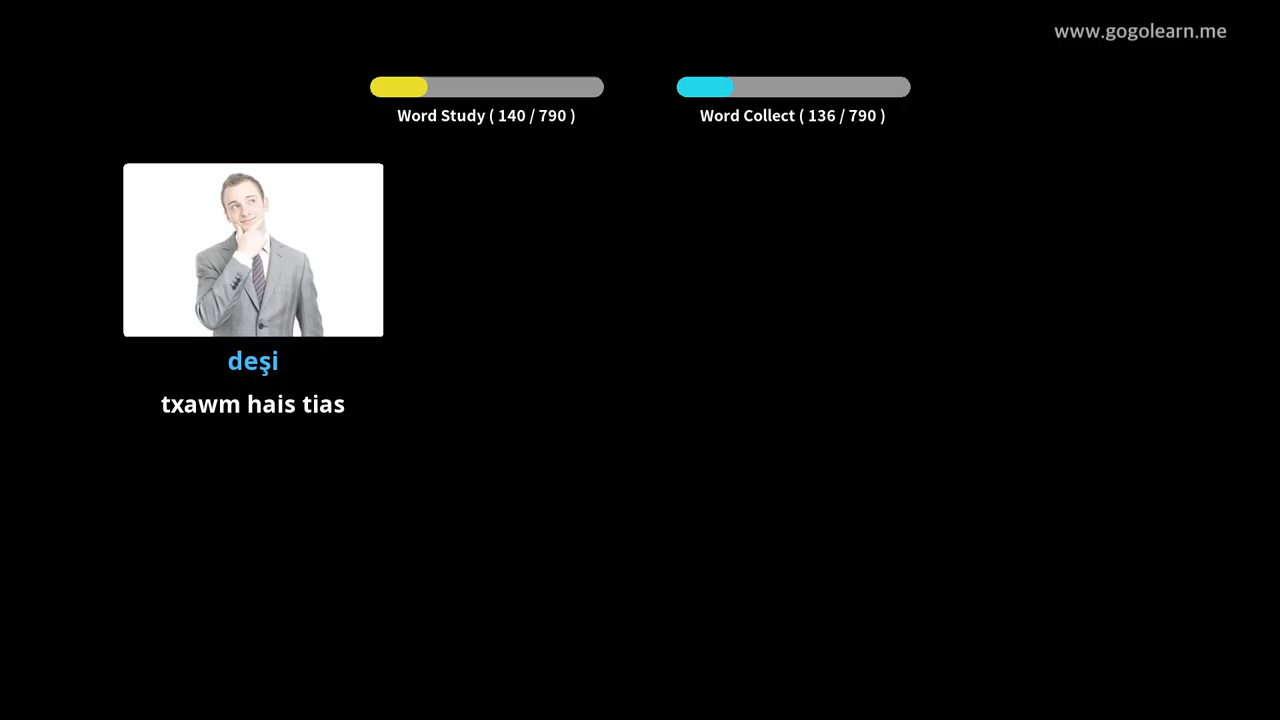 www.gogolearn.me
Word Study ( 140 / 790 )
Word Collect ( 136 / 790 )
deşi
txawm hais tias